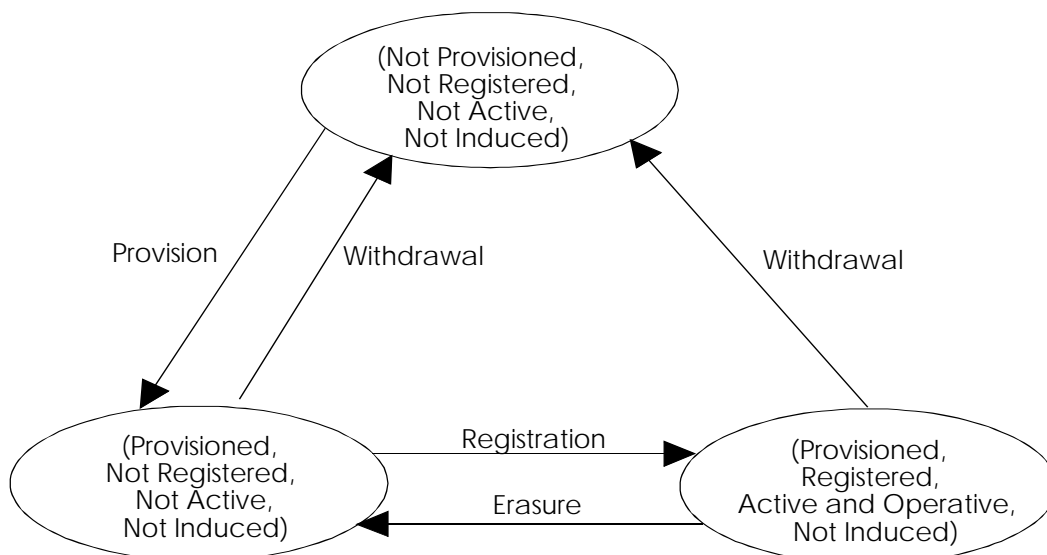 (Not Provisioned,
Not Registered,
Not Active,
Not Induced)
Provision
Withdrawal
Withdrawal
(Provisioned,
Not Registered,
Not Active,
Not Induced)
Registration
Erasure
(Provisioned,
Registered,
Active and Operative,
Not Induced)